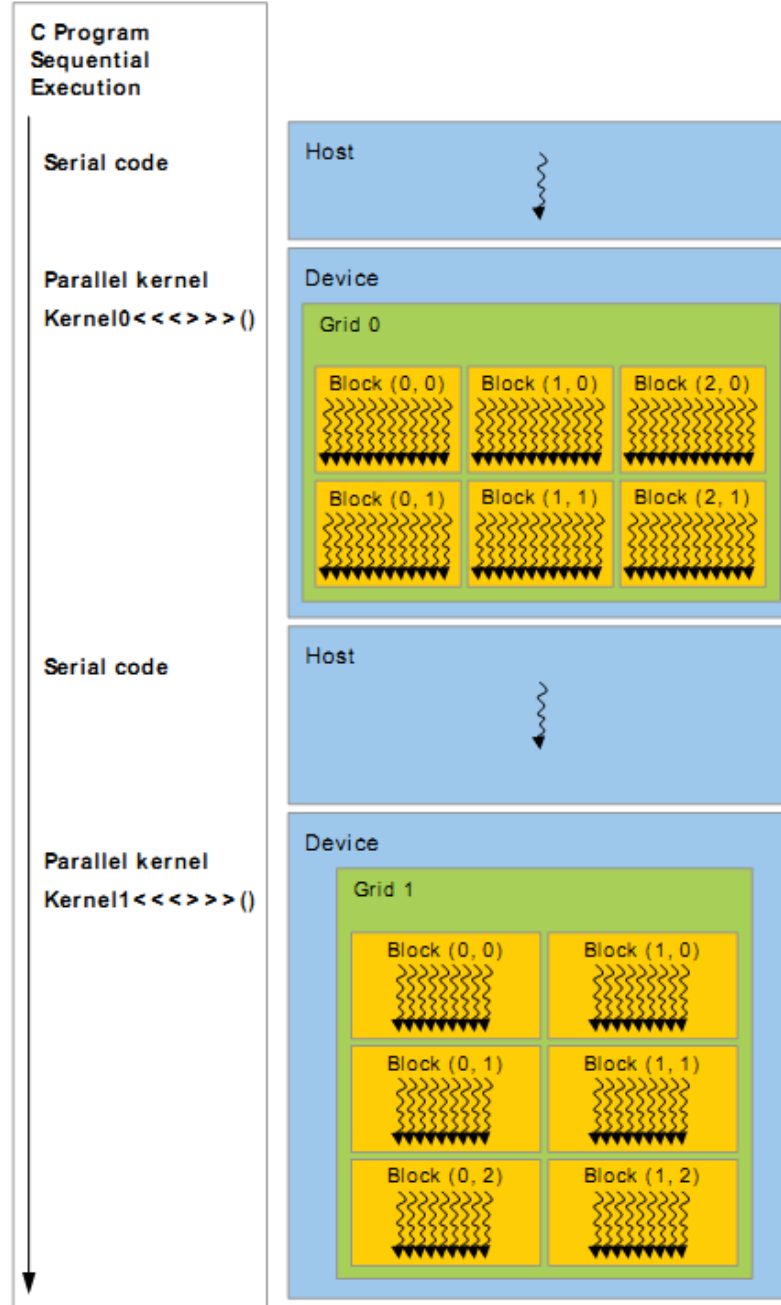 C Program
Sequential
Execution
Serial code
Host
Parallel kernel
Kernel0<<<>>>()
Device
Grid 0
Block (0, 0)
Block (1, 0)
Block (2, 0)
Block (0, 1)
Block (1, 1)
Block (2, 1)
Serial code
Host
Parallel kernel
Kernel1<<<>>>()
Device
Grid 1
Block (0, 0)
Block (1, 0)
Block (0, 1)
Block (1, 1)
Block (0, 2)
Block (1, 2)